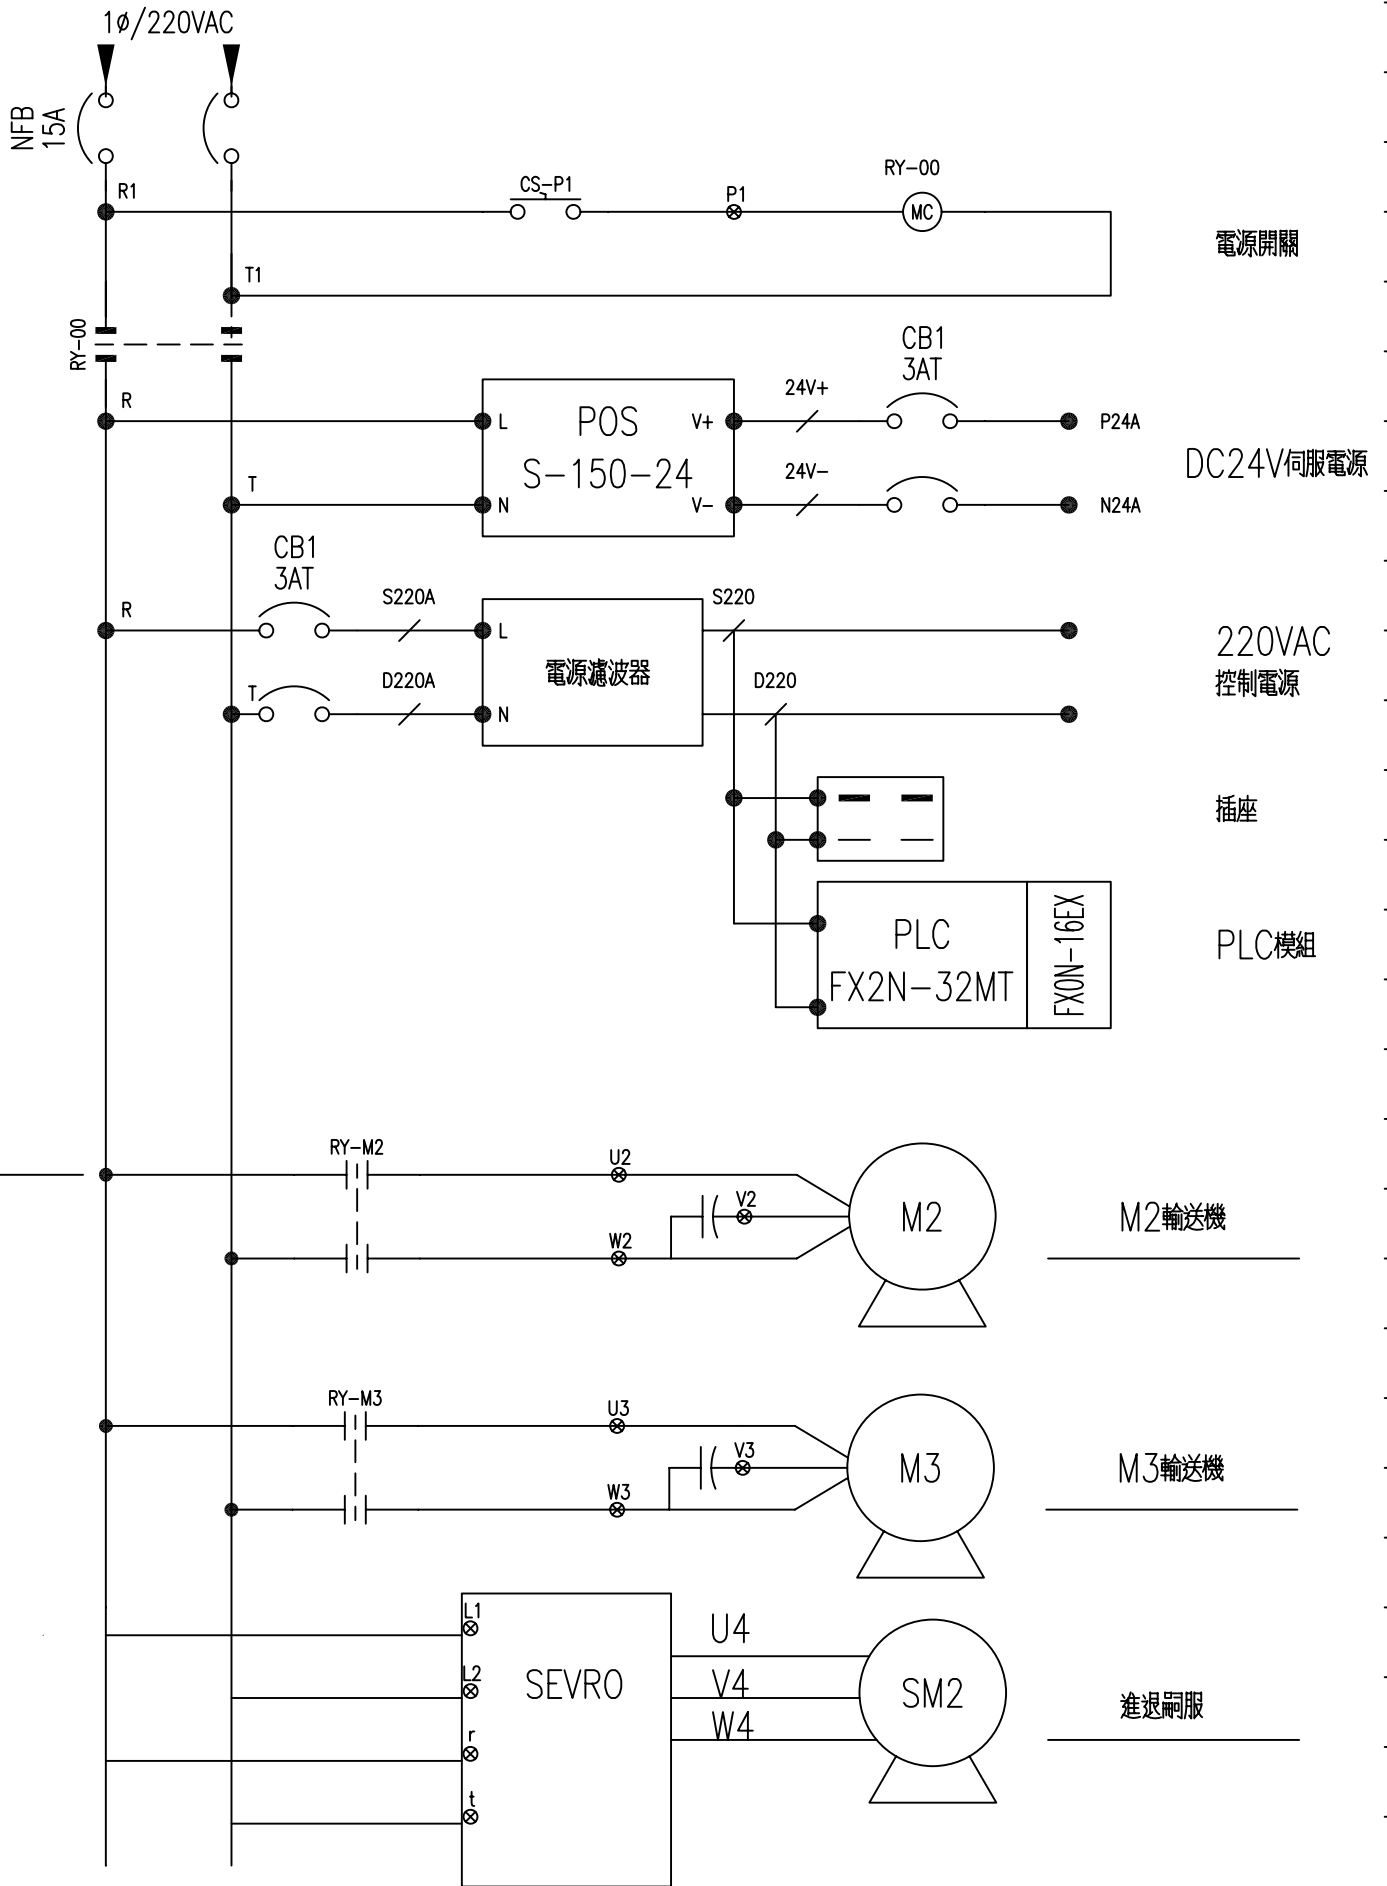 1ø/220VAC
NFB
15A
R1
CS-P1
P1
RY-00
MC
電源開關
T1
RY-00
R
L
POS
S-150-24
V+
24V+
CB1
3AT
P24A
DC24V伺服電源
T
N
V-
24V-
N24A
CB1
3AT
R
S220A
L
電源濾波器
S220
220VAC
控制電源
T
D220A
N
D220
插座
PLC
FX2N-32MT
FX0N-16EX
PLC模組
RY-M2
U2
V2
W2
M2
M2輸送機
RY-M3
U3
V3
W3
M3
M3輸送機
L1
L2
r
t
SEVRO
U4
V4
W4
SM2
進退嗣服